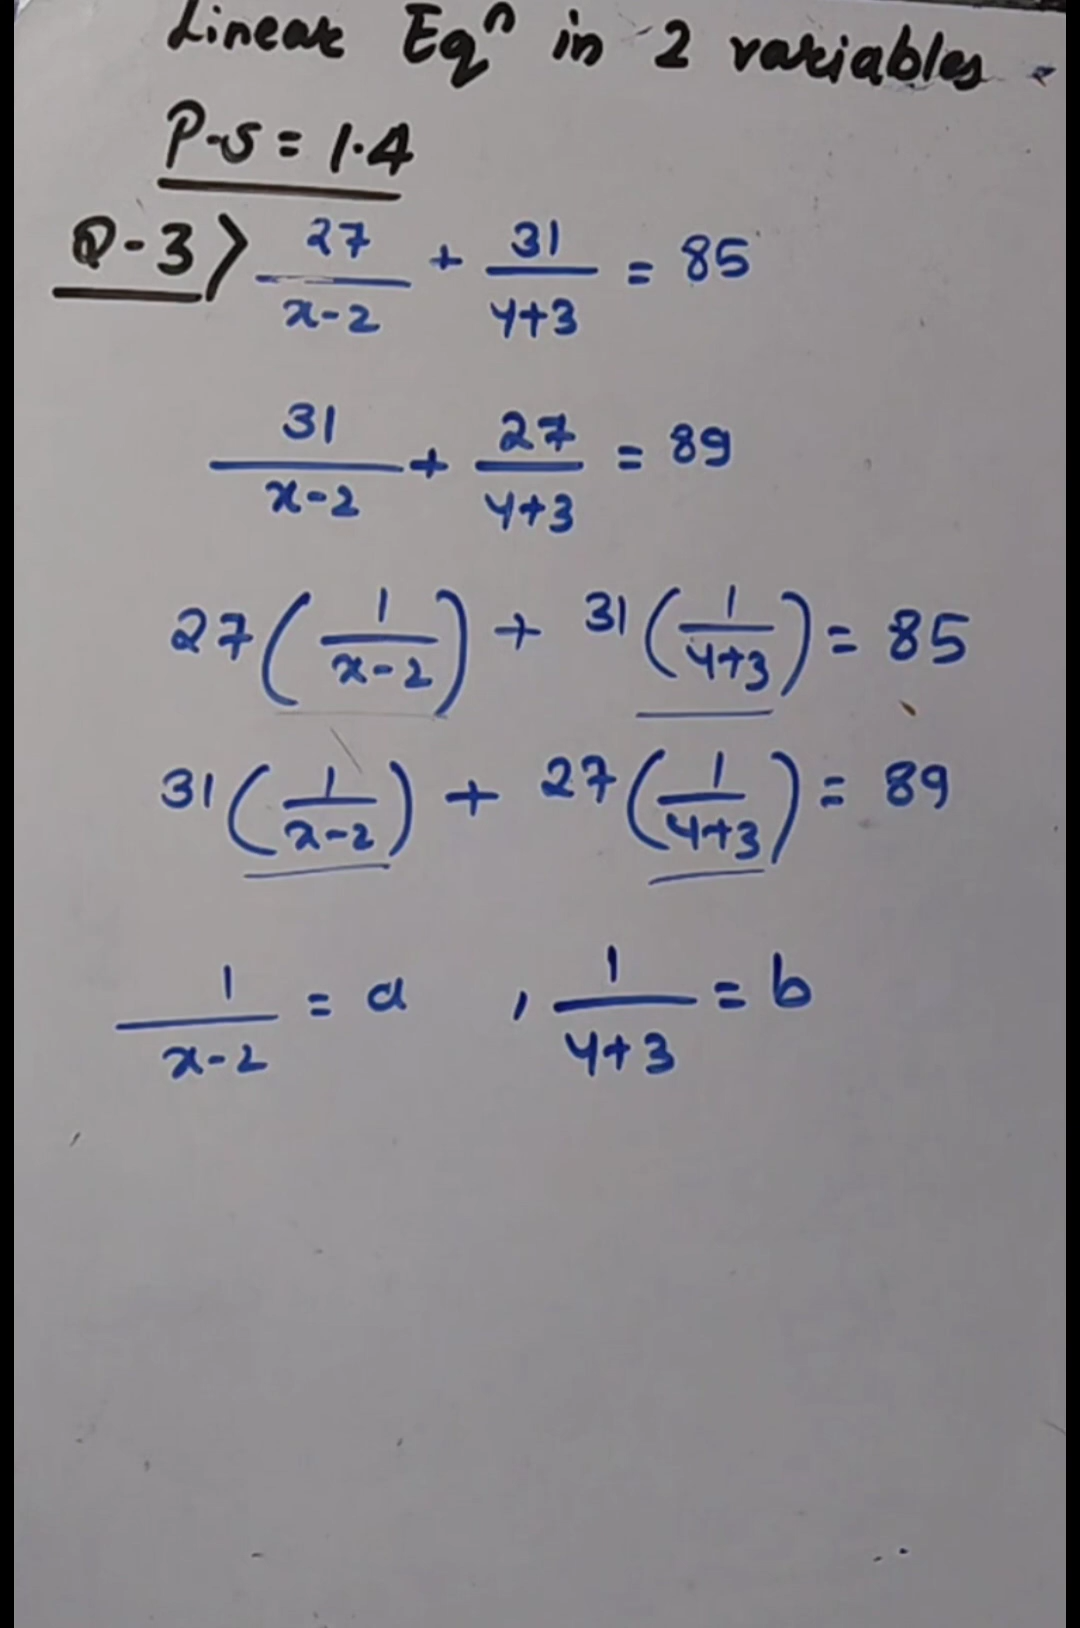 Linear Eqⁿ in 2 variables
P-S = 1.4
Q-3> 27/(x-2) + 31/(y+3) = 85
31/(x-2) + 27/(y+3) = 89
27(1/(x-2)) + 31(1/(y+3)) = 85
31(1/(x-2)) + 27(1/(y+3)) = 89
1/(x-2) = a , 1/(y+3) = b